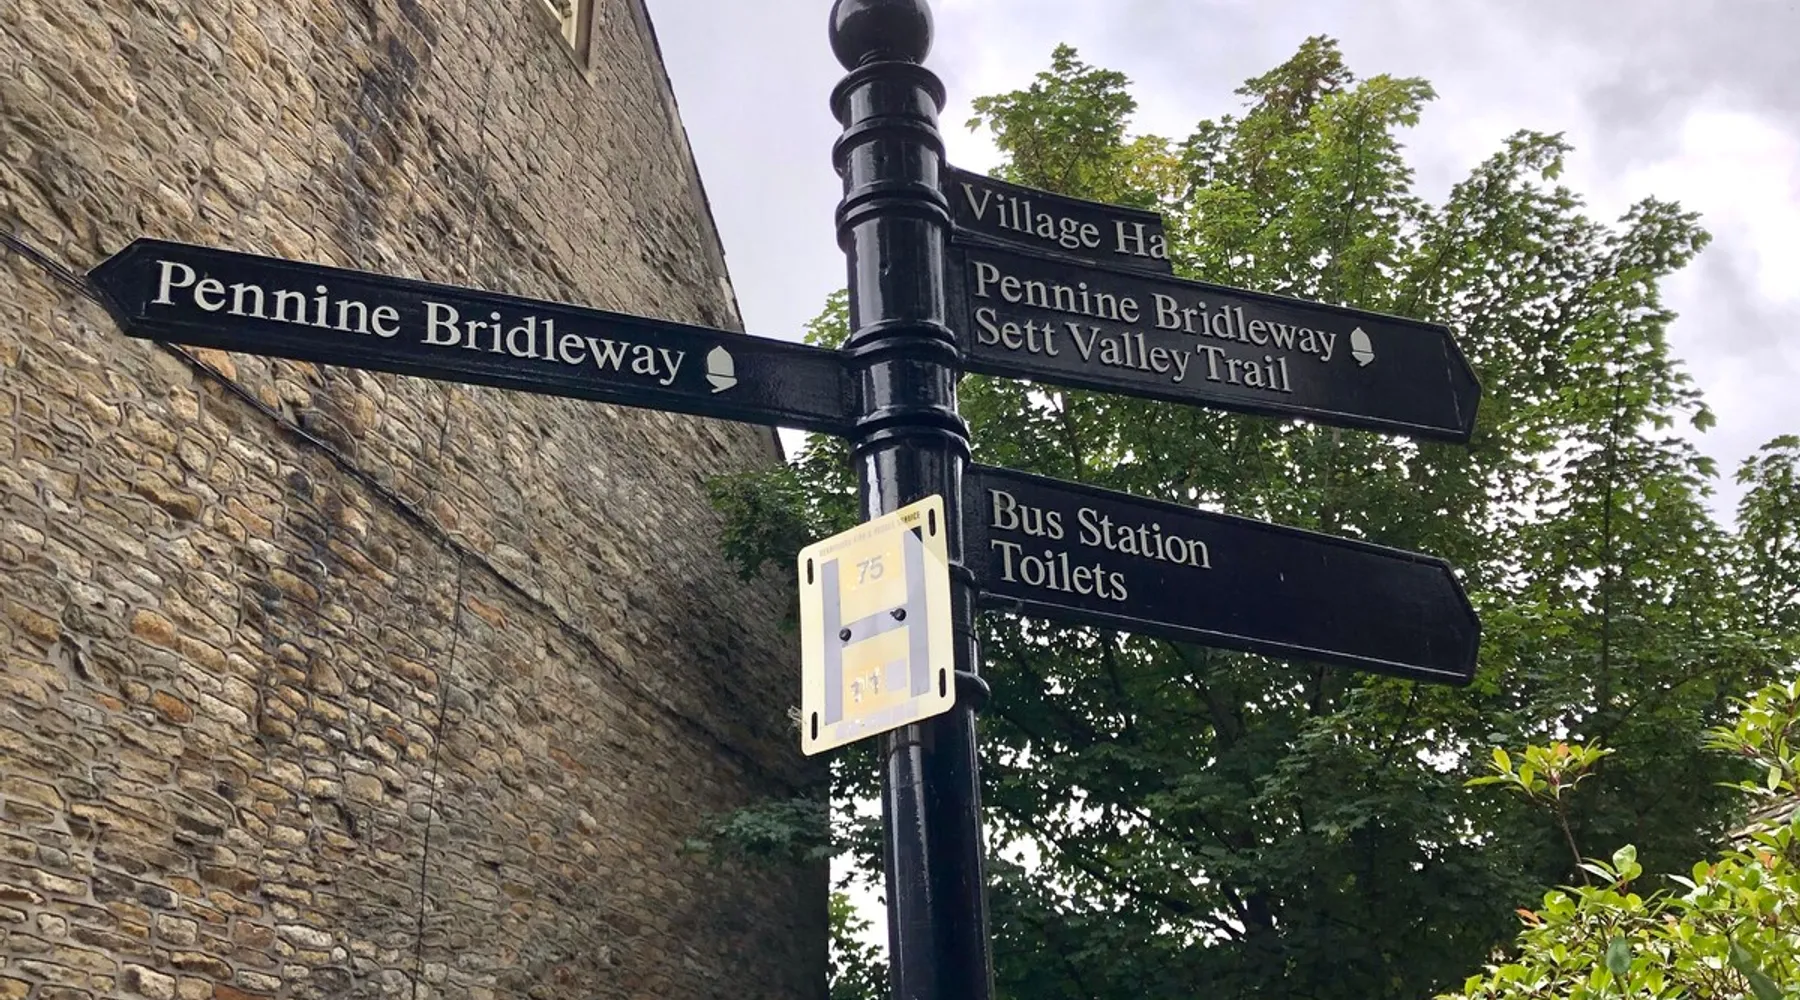 Village Ha
Pennine Bridleway
Pennine Bridleway
Sett Valley Trail
Bus Station
Toilets
75
H